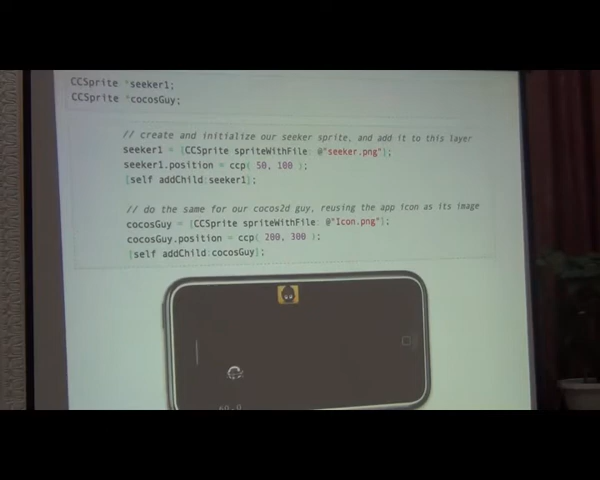 CCSprite *seeker1;
CCSprite *cocosGuy;
// create and initialize our seeker sprite, and add it to this layer
seeker1 = [CCSprite spriteWithFile: @"seeker.png"];
seeker1.position = ccp( 50, 100 );
[self addChild:seeker1];
// do the same for our cocos2d guy, reusing the app icon as its image
cocosGuy = [CCSprite spriteWithFile: @"Icon.png"];
cocosGuy.position = ccp( 200, 300 );
[self addChild:cocosGuy];
60.0